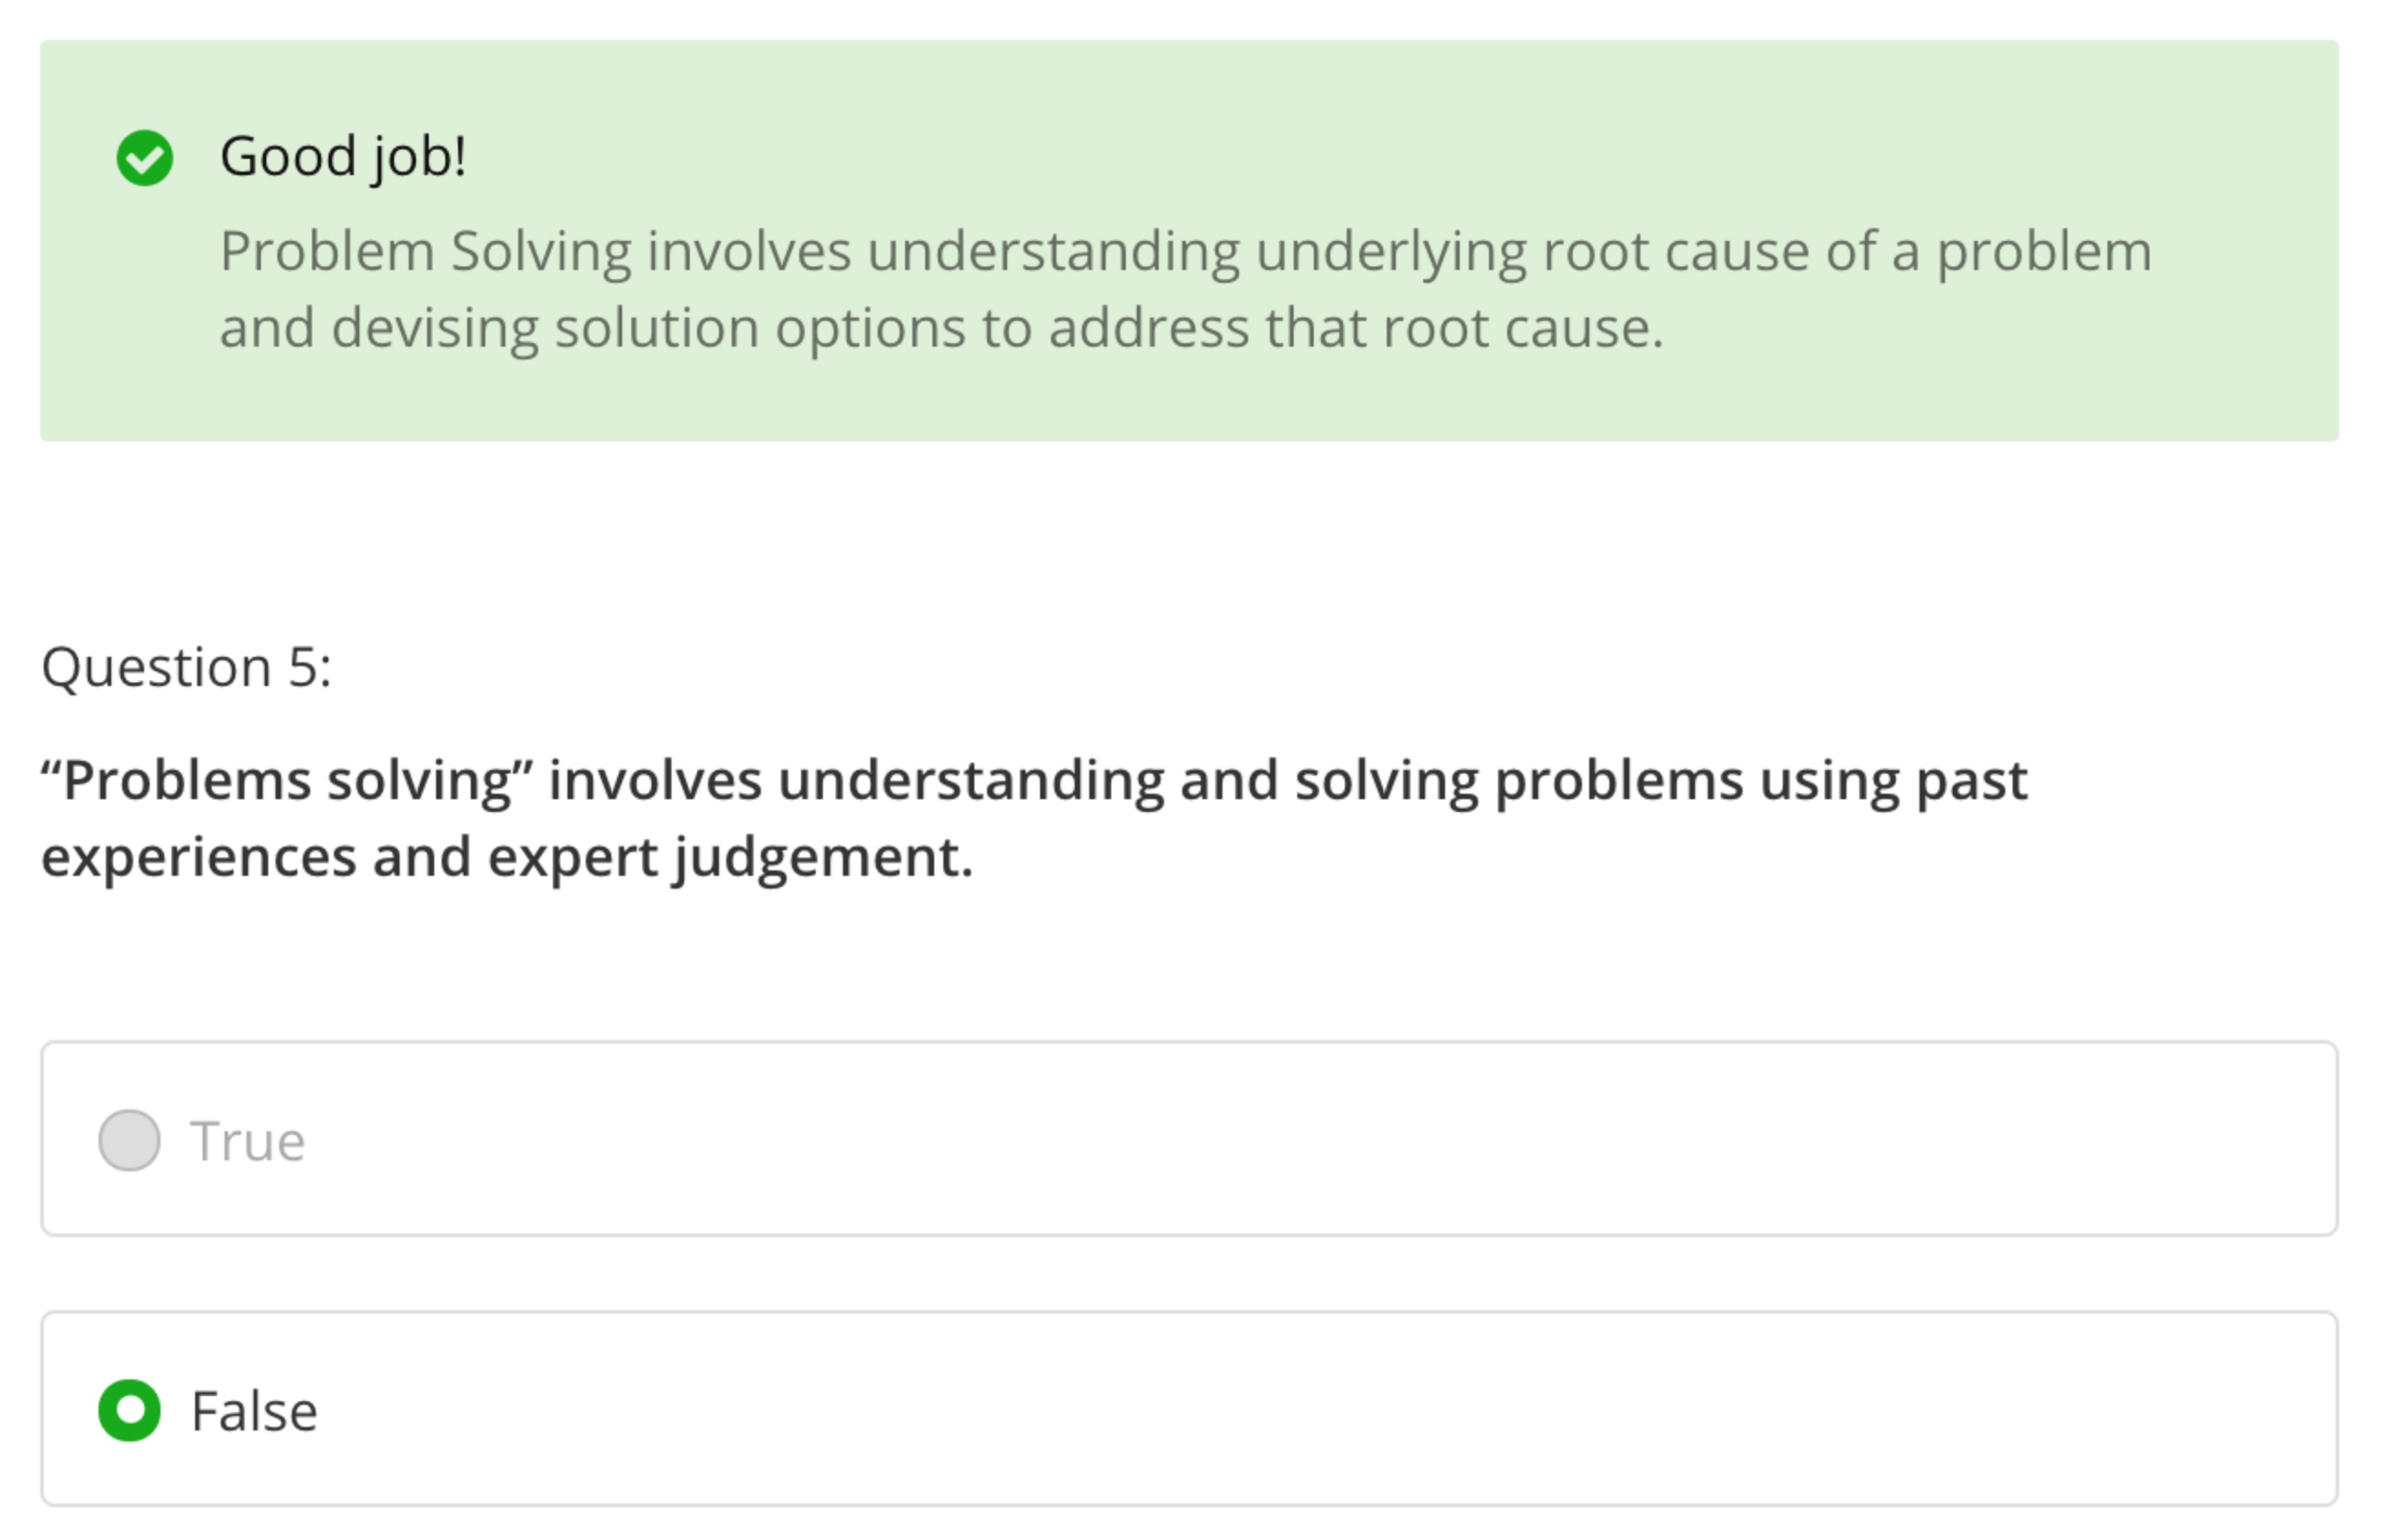 Good job!
Problem Solving involves understanding underlying root cause of a problem
and devising solution options to address that root cause.
Question 5:
“Problems solving” involves understanding and solving problems using past
experiences and expert judgement.
True
False